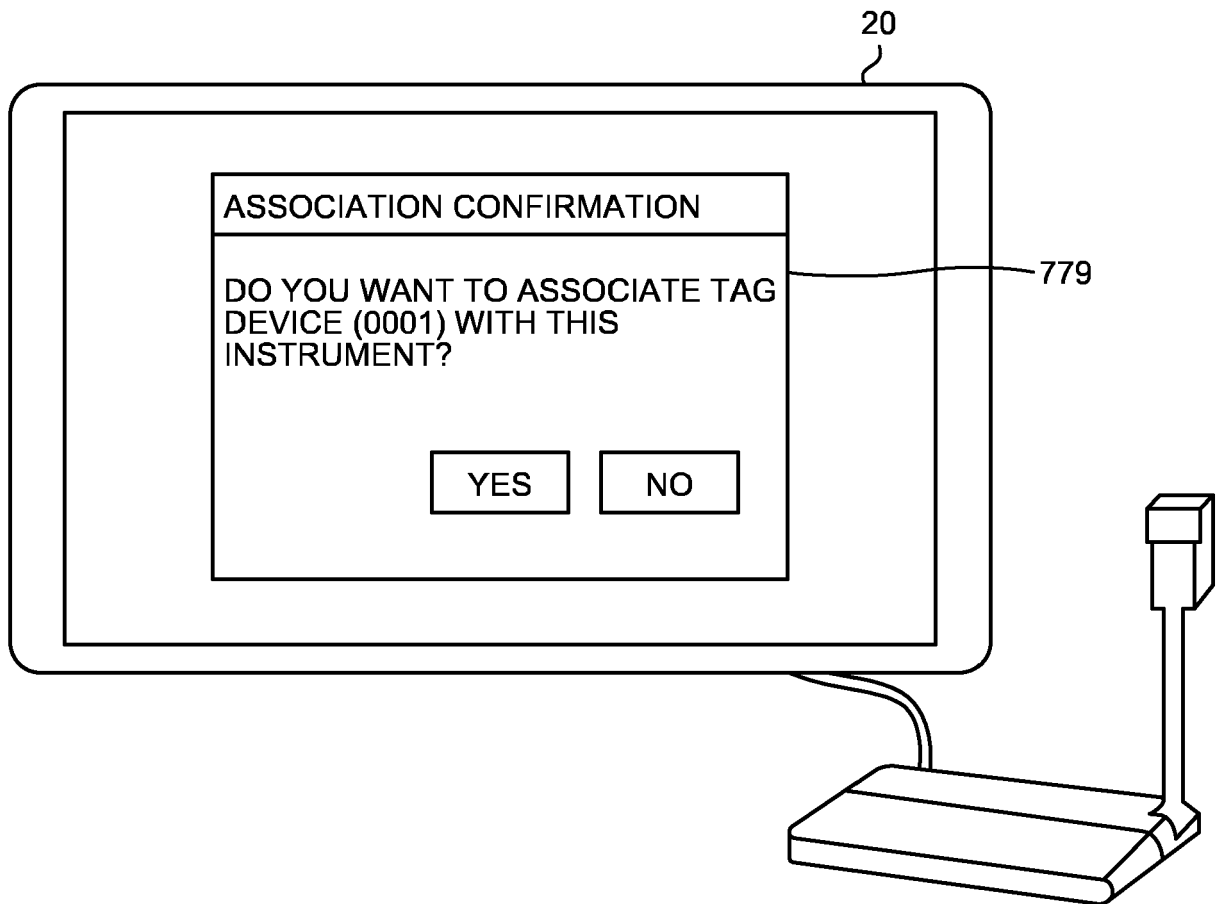 20
ASSOCIATION CONFIRMATION
779
DO YOU WANT TO ASSOCIATE TAG
DEVICE (0001) WITH THIS
INSTRUMENT?
YES
NO